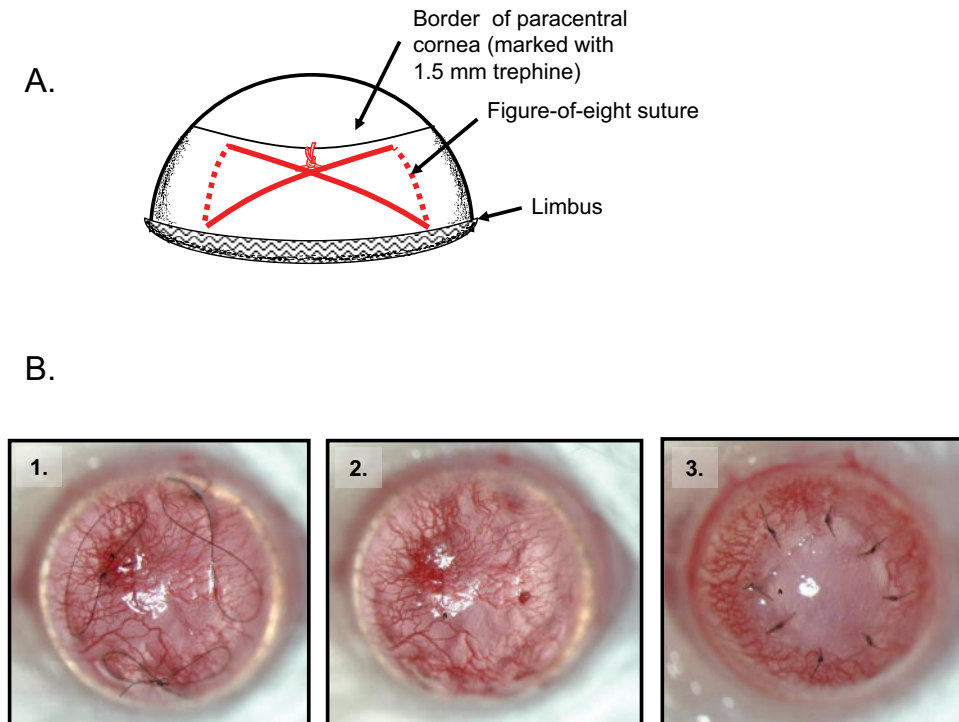 A.
Border of paracentral
cornea (marked with
1.5 mm trephine)
Figure-of-eight suture
Limbus
B.
1.
2.
3.